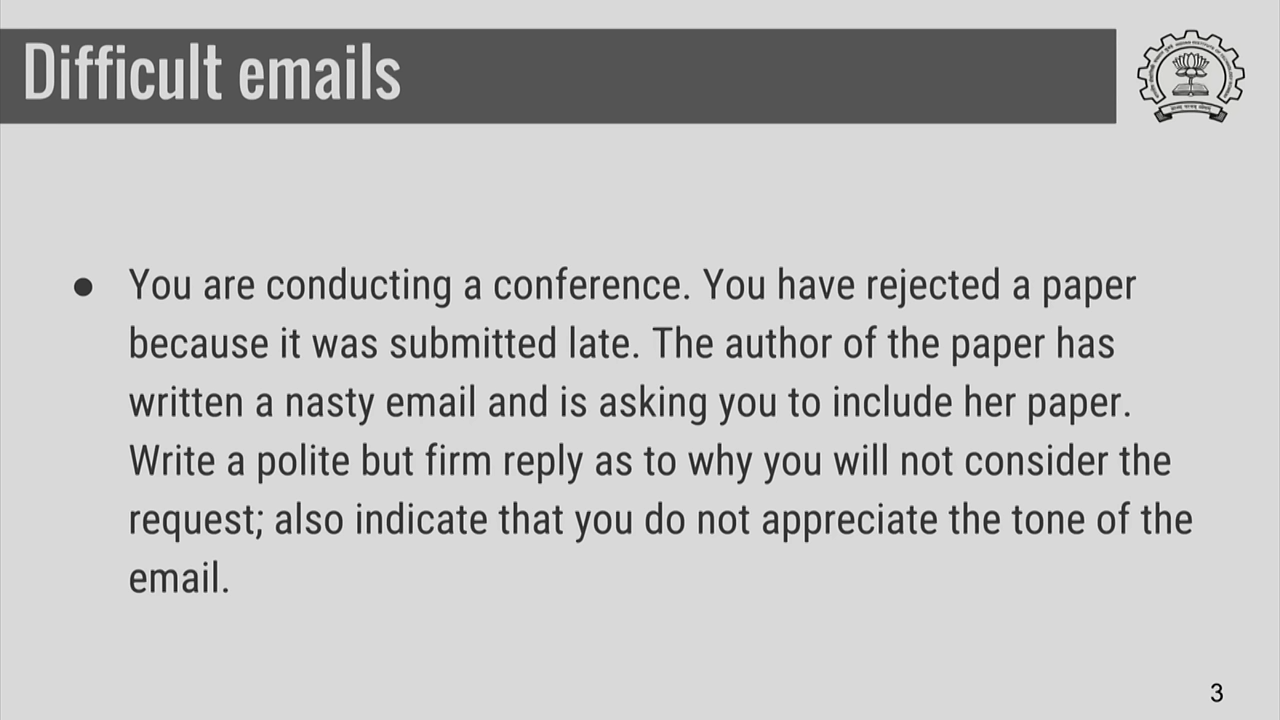 Difficult emails
● You are conducting a conference. You have rejected a paper
because it was submitted late. The author of the paper has
written a nasty email and is asking you to include her paper.
Write a polite but firm reply as to why you will not consider the
request; also indicate that you do not appreciate the tone of the
email.
3